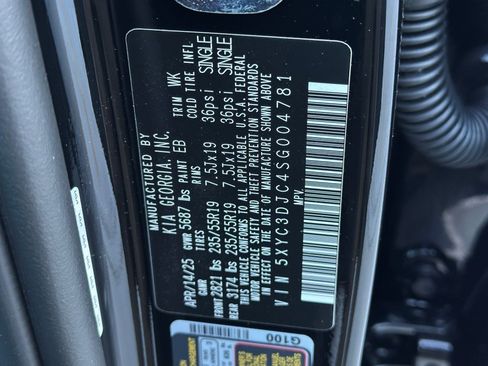 MANUFACTURED BY
KIA GEORGIA, INC.
APR/14/25 GVWR 5687 lbs PAINT EB TRIM WK
GAWR TIRES RIMS COLD TIRE INFL
FRONT 2821 lbs 235/55R19 7.5Jx19 36psi SINGLE
REAR 3174 lbs 235/55R19 7.5Jx19 36psi SINGLE
THIS VEHICLE CONFORMS TO ALL APPLICABLE U.S.A FEDERAL
MOTOR VEHICLE SAFETY AND THEFT PREVENTION STANDARDS
IN EFFECT ON THE DATE OF MANUFACTURE SHOWN ABOVE
VIN 5XYC3DJC4SG004781
MPV.
G100